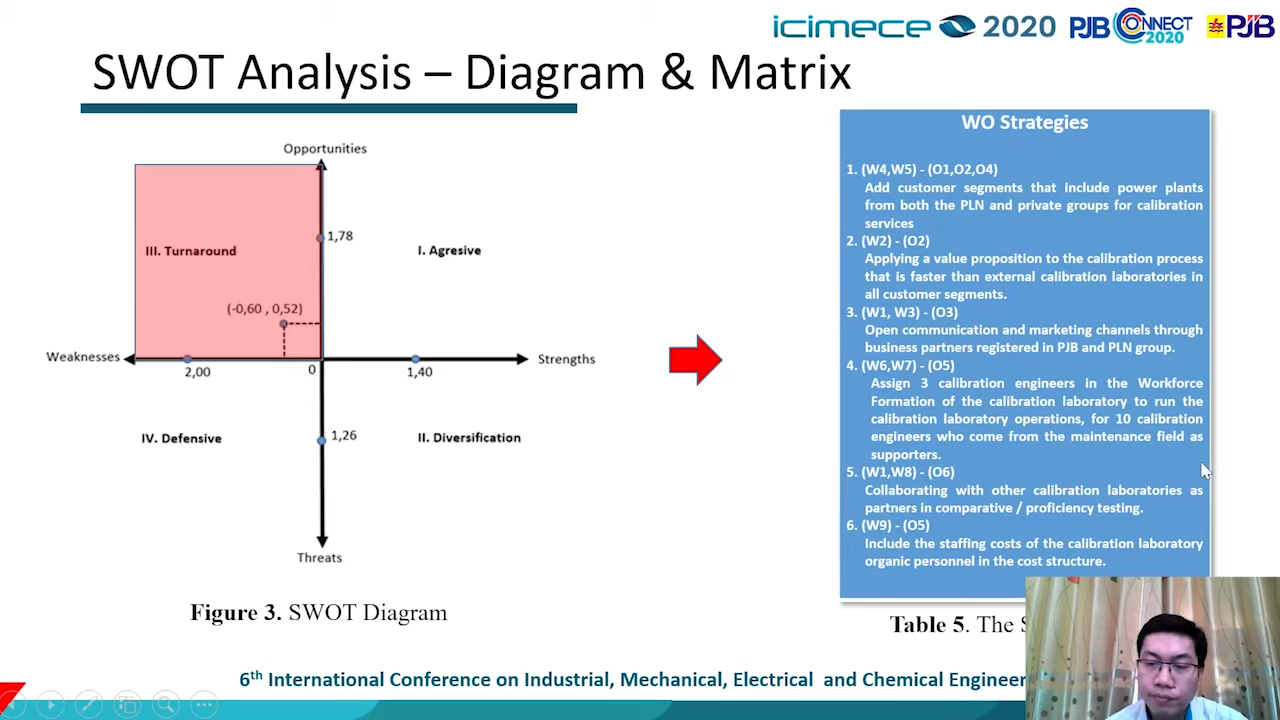 icimece 2020 PJB CONNECT 2020 PJB
SWOT Analysis – Diagram & Matrix
Opportunities
1,78
III. Turnaround
I. Agresive
(-0,60 , 0,52)
Weaknesses
Strengths
2,00
0
1,40
IV. Defensive
1,26
II. Diversification
Threats
Figure 3. SWOT Diagram
WO Strategies
1. (W4,W5) - (O1,O2,O4)
Add customer segments that include power plants
from both the PLN and private groups for calibration
services
2. (W2) - (O2)
Applying a value proposition to the calibration process
that is faster than external calibration laboratories in
all customer segments.
3. (W1, W3) - (O3)
Open communication and marketing channels through
business partners registered in PJB and PLN group.
4. (W6,W7) - (O5)
Assign 3 calibration engineers in the Workforce
Formation of the calibration laboratory to run the
calibration laboratory operations, for 10 calibration
engineers who come from the maintenance field as
supporters.
5. (W1,W8) - (O6)
Collaborating with other calibration laboratories as
partners in comparative / proficiency testing.
6. (W9) - (O5)
Include the staffing costs of the calibration laboratory
organic personnel in the cost structure.
Table 5. The
6th International Conference on Industrial, Mechanical, Electrical and Chemical